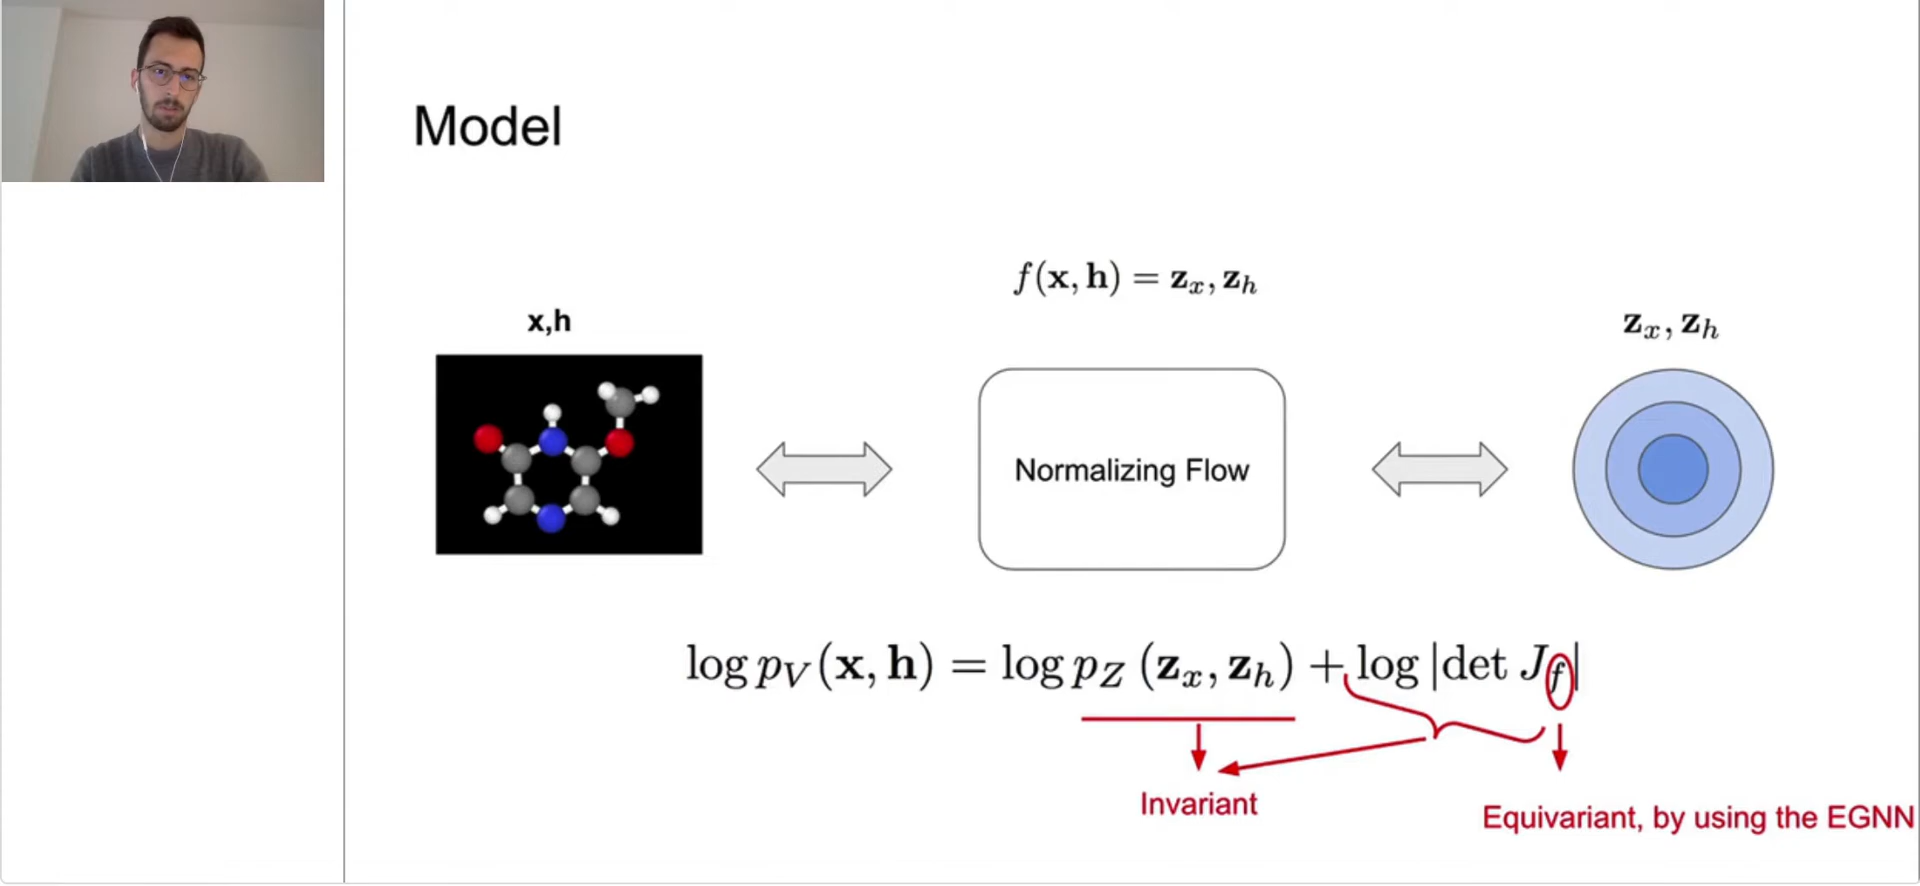 Model
f(x, h) = z_x, z_h
x,h
z_x, z_h
Normalizing Flow
log p_V(x, h) = log p_Z (z_x, z_h) + log |det J_f|
Invariant
Equivariant, by using the EGNN